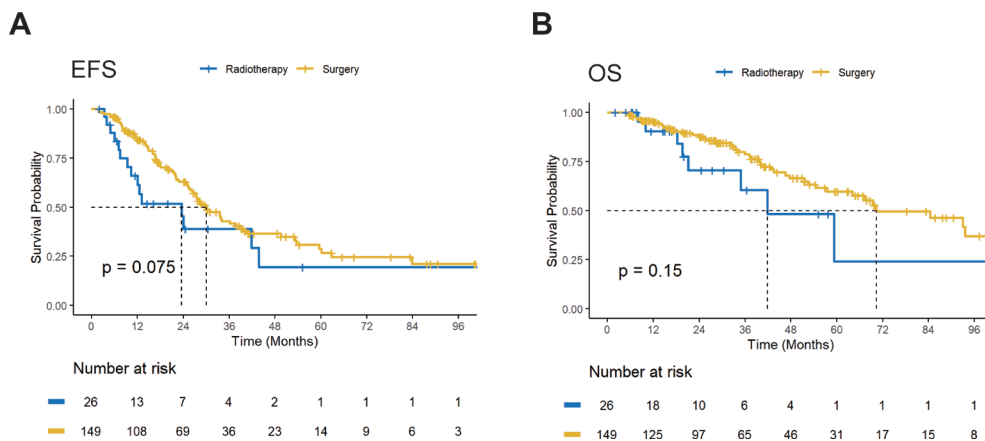 A
EFS
Radiotherapy Surgery
Survival Probability
1.00
0.75
0.50
0.25
0.00
p = 0.075
0 12 24 36 48 60 72 84 96
Time (Months)
Number at risk
26 13 7 4 2 1 1 1 1
149 108 69 36 23 14 9 6 3
B
OS
Radiotherapy Surgery
Survival Probability
1.00
0.75
0.50
0.25
0.00
p = 0.15
0 12 24 36 48 60 72 84 96
Time (Months)
Number at risk
26 18 10 6 4 1 1 1 1
149 125 97 65 46 31 17 15 8